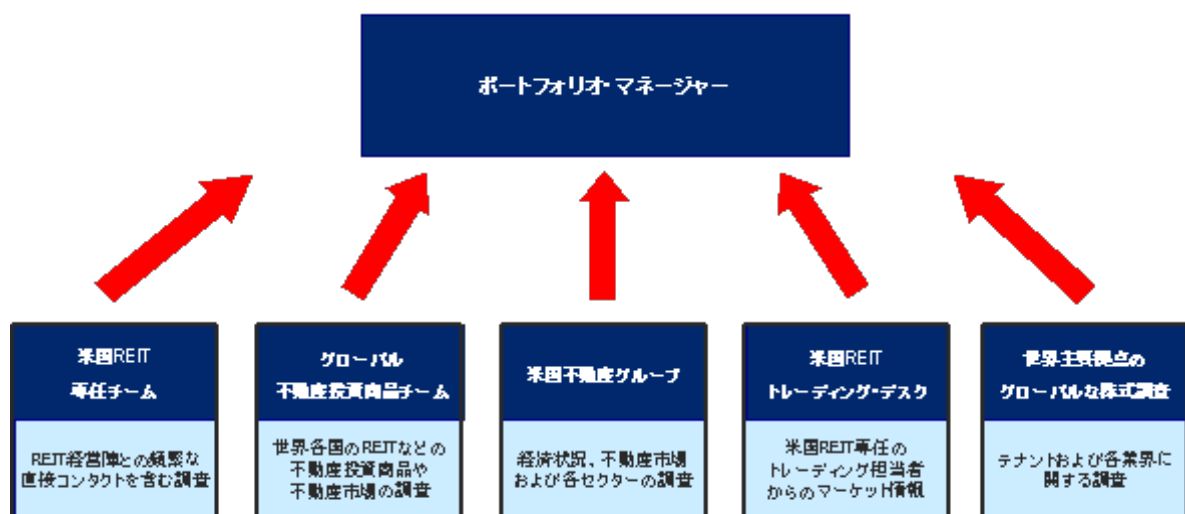 ポートフォリオ・マネージャー
米国REIT
専任チーム
REIT経営陣との頻繁な
直接コンタクトを含む調査
グローバル
不動産投資商品チーム
世界各国のREITなどの
不動産投資商品や
不動産市場の調査
米国不動産グループ
経済状況、不動産市場
および各セクターの調査
米国REIT
トレーディング・デスク
米国REIT専任の
トレーディング担当者
からのマーケット情報
世界主要拠点の
グローバルな株式調査
テナントおよび各業界に
関する調査